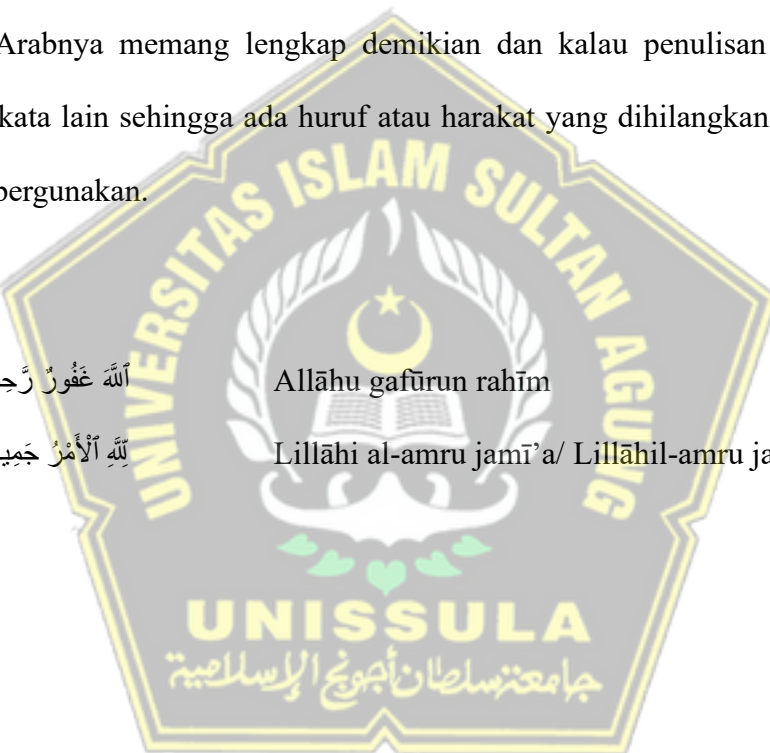 Arabnya memang lengkap demikian dan kalau penulisan
kata lain sehingga ada huruf atau harakat yang dihilangkan
pergunakan.
UNIVERSITAS ISLAM SULTAN AGUNG
ٱللَّهَ غَفُورٌ رَّحِ Allāhu gafūrun rahīm
لِّلَّهِ ٱلْأَمْرُ جَمِي Lillāhi al-amru jamī’a/ Lillāhil-amru ja
UNISSULA
جامعة سلطان أجونج الإسلامية